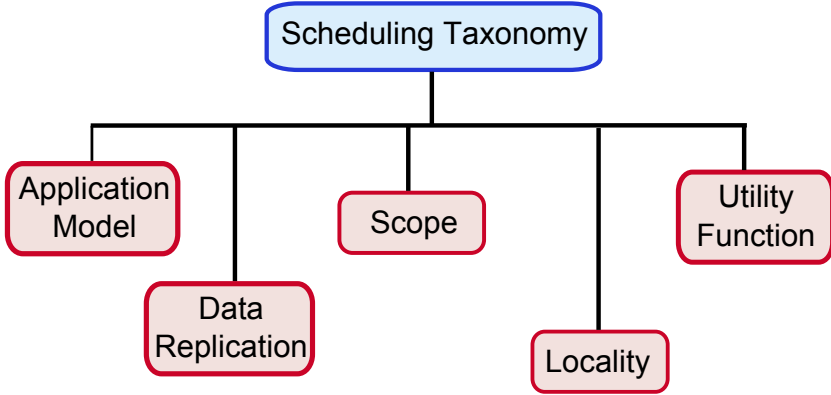 Scheduling Taxonomy
Application
Model
Data
Replication
Scope
Locality
Utility
Function